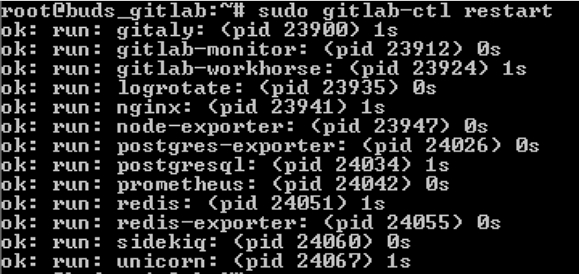 root@buds_gitlab:~# sudo gitlab-ctl restart
ok: run: gitaly: (pid 23900) 1s
ok: run: gitlab-monitor: (pid 23912) 0s
ok: run: gitlab-workhorse: (pid 23924) 1s
ok: run: logrotate: (pid 23935) 0s
ok: run: nginx: (pid 23941) 1s
ok: run: node-exporter: (pid 23947) 0s
ok: run: postgres-exporter: (pid 24026) 0s
ok: run: postgresql: (pid 24034) 1s
ok: run: prometheus: (pid 24042) 0s
ok: run: redis: (pid 24051) 1s
ok: run: redis-exporter: (pid 24055) 0s
ok: run: sidekiq: (pid 24060) 0s
ok: run: unicorn: (pid 24067) 1s